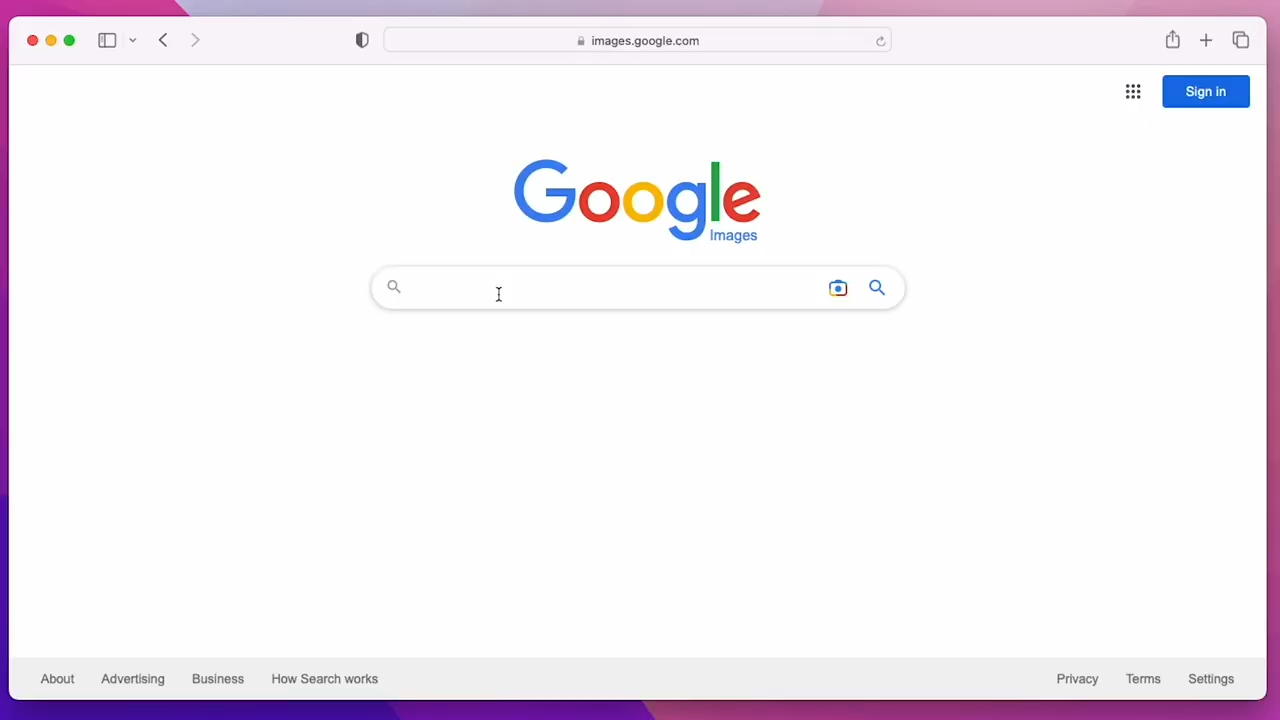 images.google.com
Sign in
Google
Images
About Advertising Business How Search works Privacy Terms Settings